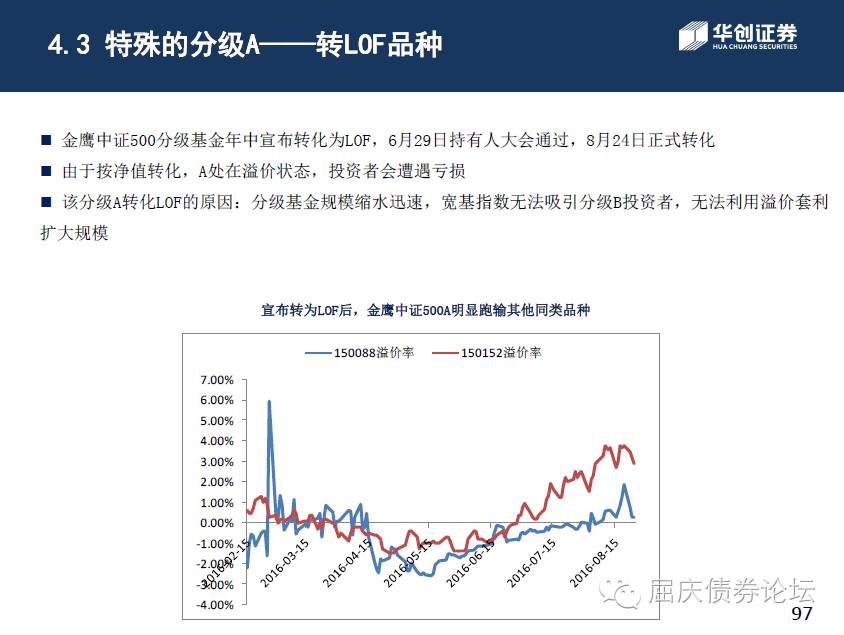 4.3 特殊的分级A——转LOF品种
华创证券
HUA CHUANG SECURITIES
■ 金鹰中证500分级基金年中宣布转化为LOF，6月29日持有人大会通过，8月24日正式转化
■ 由于按净值转化，A处在溢价状态，投资者会遭遇亏损
■ 该分级A转化LOF的原因：分级基金规模缩水迅速，宽基指数无法吸引分级B投资者，无法利用溢价套利
扩大规模
宣布转为LOF后，金鹰中证500A明显跑输其他同类品种
150088溢价率 150152溢价率
7.00%
6.00%
5.00%
4.00%
3.00%
2.00%
1.00%
0.00%
-1.00%
-2.00%
-3.00%
-4.00%
2016-02-15 2016-03-15 2016-04-15 2016-05-15 2016-06-15 2016-07-15 2016-08-15
屈庆债券论坛
97